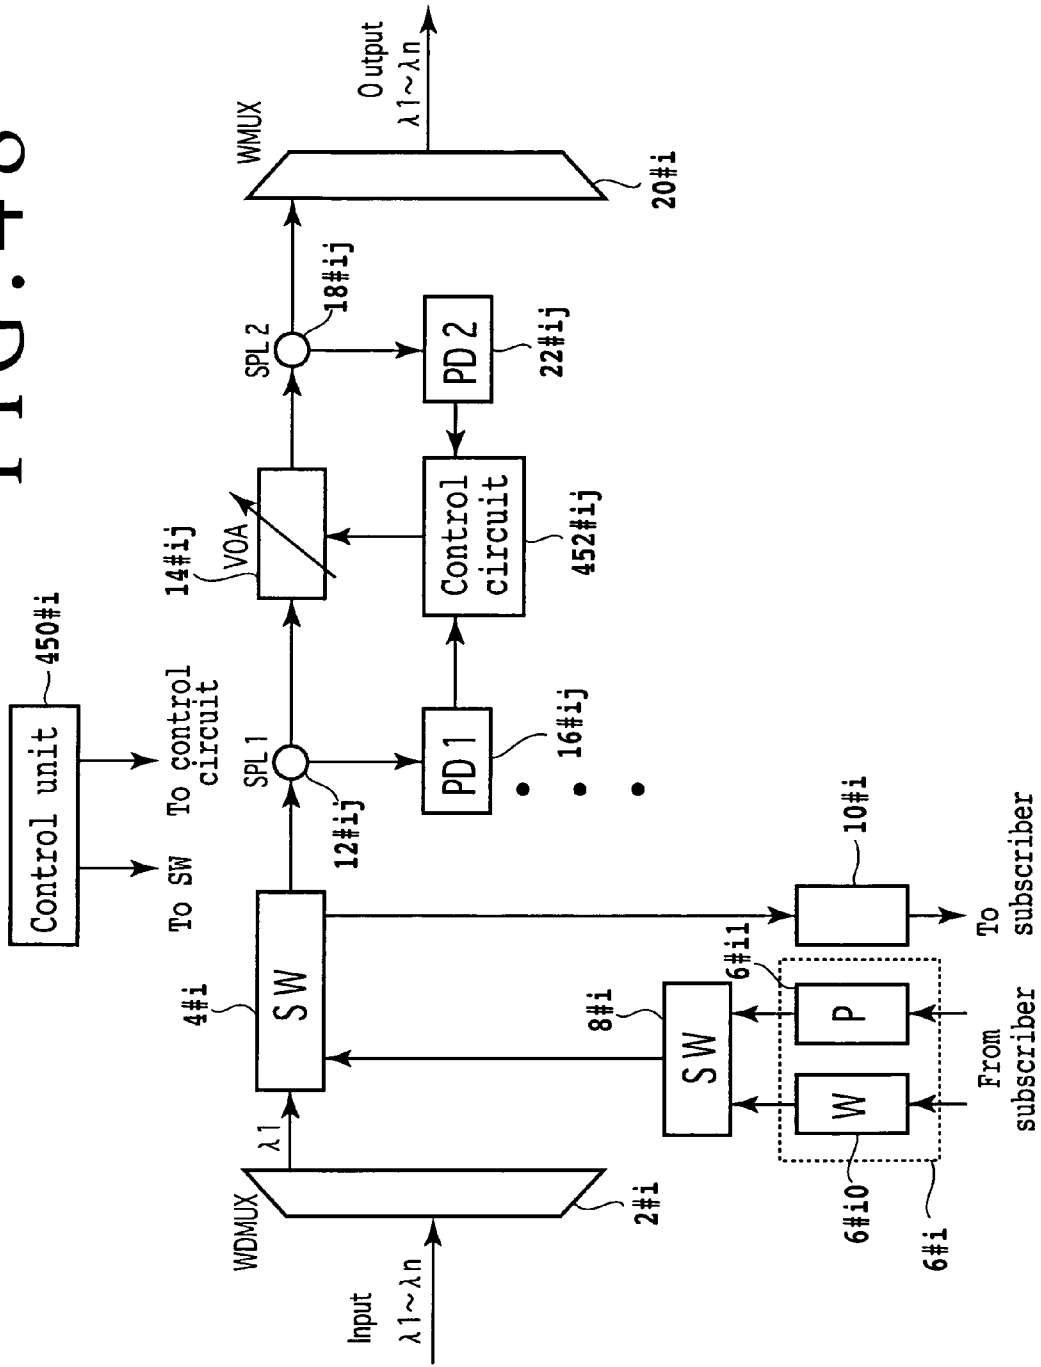 FIG. 48
Control unit
450#i
To SW
To control
circuit
WDMUX
Input
λ1~λn
2#i
λ1
4#i
SW
SPL 1
12#ij
14#ij
VOA
SPL 2
18#ij
WMUX
Output
λ1~λn
20#i
PD 1
16#ij
Control
circuit
452#ij
PD 2
22#ij
8#i
SW
W
P
6#i0
6#i1
6#i
10#i
From
subscriber
To
subscriber